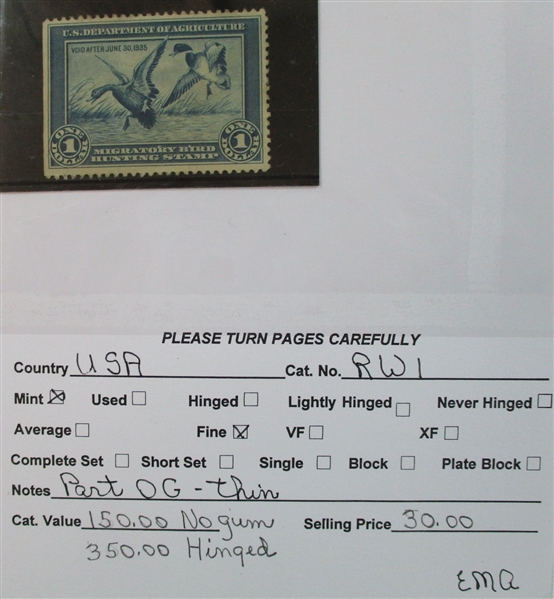 U.S. DEPARTMENT OF AGRICULTURE
VOID AFTER JUNE 30, 1935
ONE DOLLAR 1 MIGRATORY BIRD HUNTING STAMP ONE DOLLAR 1
PLEASE TURN PAGES CAREFULLY
Country USA Cat. No. RW1
Mint ☒ Used ☐ Hinged ☐ Lightly Hinged ☐ Never Hinged ☐
Average ☐ Fine ☒ VF ☐ XF ☐
Complete Set ☐ Short Set ☐ Single ☐ Block ☐ Plate Block ☐
Notes Part OG - thin
Cat. Value 150.00 No gum Selling Price 30.00
350.00 Hinged
EMA